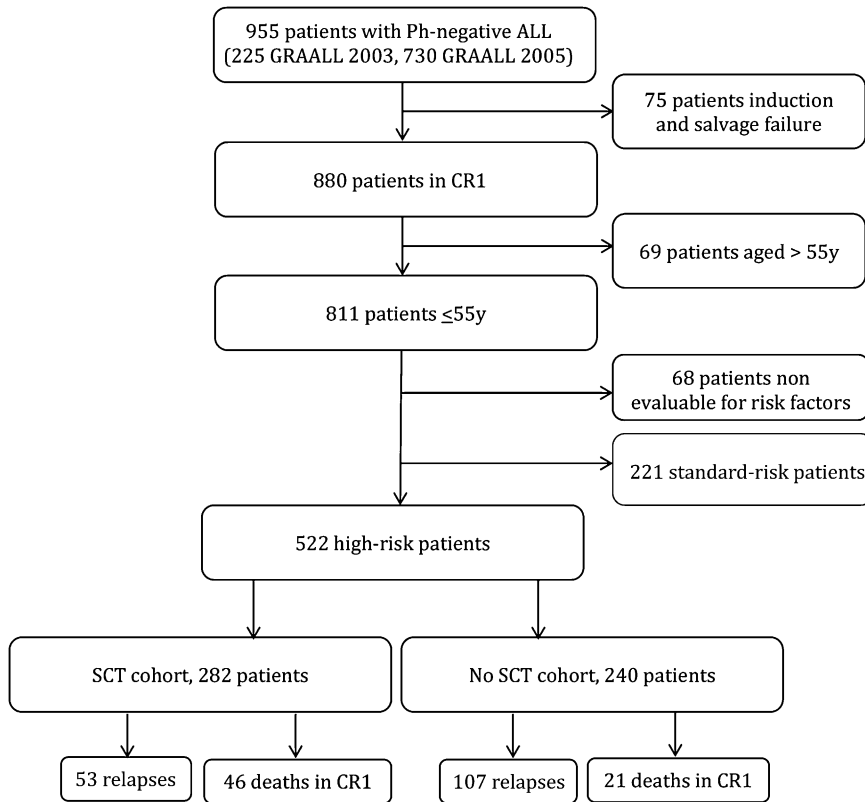 955 patients with Ph-negative ALL
(225 GRAALL 2003, 730 GRAALL 2005)
75 patients induction
and salvage failure
880 patients in CR1
69 patients aged > 55y
811 patients ≤55y
68 patients non
evaluable for risk factors
221 standard-risk patients
522 high-risk patients
SCT cohort, 282 patients
No SCT cohort, 240 patients
53 relapses
46 deaths in CR1
107 relapses
21 deaths in CR1